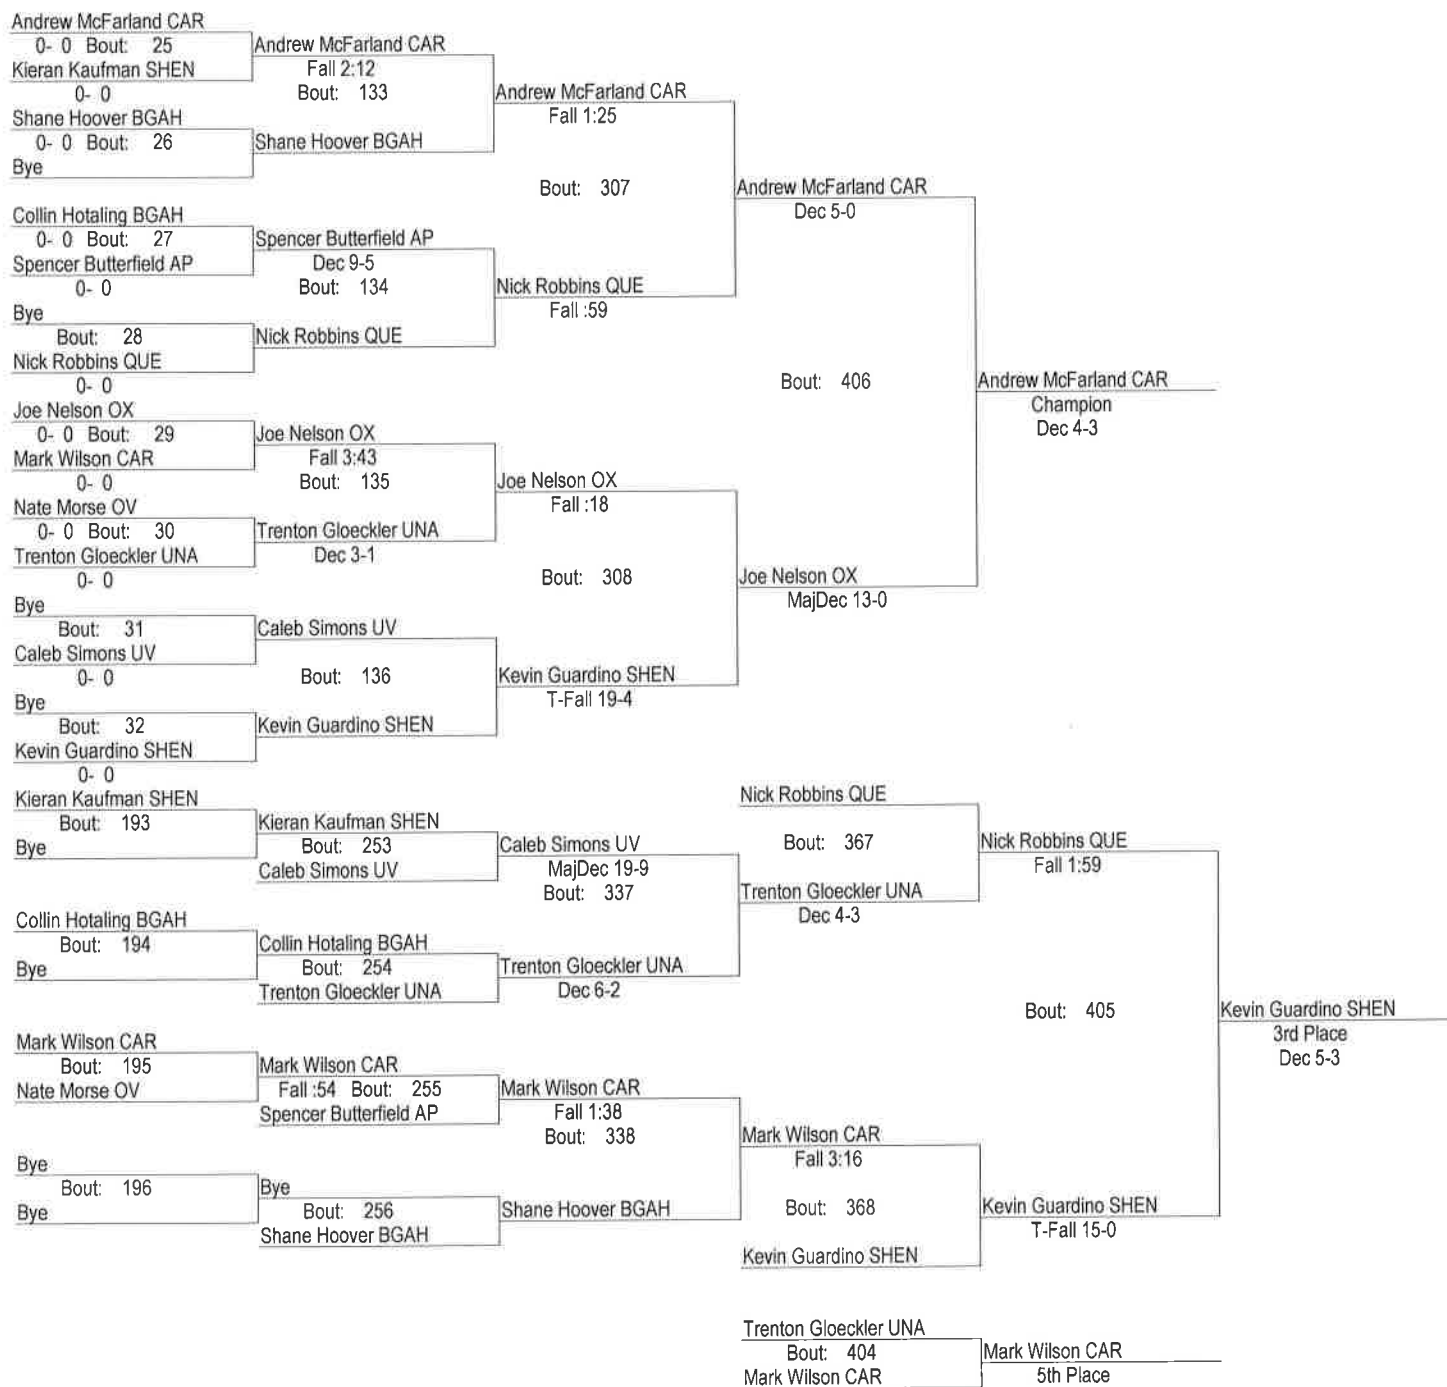 Andrew McFarland CAR
0- 0 Bout: 25
Kieran Kaufman SHEN
0- 0
Shane Hoover BGAH
0- 0 Bout: 26
Bye
Collin Hotaling BGAH
0- 0 Bout: 27
Spencer Butterfield AP
0- 0
Bye
Bout: 28
Nick Robbins QUE
0- 0
Joe Nelson OX
0- 0 Bout: 29
Mark Wilson CAR
0- 0
Nate Morse OV
0- 0 Bout: 30
Trenton Gloeckler UNA
0- 0
Bye
Bout: 31
Caleb Simons UV
0- 0
Bye
Bout: 32
Kevin Guardino SHEN
0- 0
Andrew McFarland CAR
Fall 2:12
Bout: 133
Shane Hoover BGAH
Spencer Butterfield AP
Dec 9-5
Bout: 134
Nick Robbins QUE
Joe Nelson OX
Fall 3:43
Bout: 135
Trenton Gloeckler UNA
Dec 3-1
Caleb Simons UV
Bout: 136
Kevin Guardino SHEN
Andrew McFarland CAR
Fall 1:25
Bout: 307
Nick Robbins QUE
Fall :59
Joe Nelson OX
Fall :18
Bout: 308
Kevin Guardino SHEN
T-Fall 19-4
Andrew McFarland CAR
Dec 5-0
Bout: 406
Joe Nelson OX
MajDec 13-0
Andrew McFarland CAR
Champion
Dec 4-3
Kieran Kaufman SHEN
Bout: 193
Bye
Collin Hotaling BGAH
Bout: 194
Bye
Mark Wilson CAR
Bout: 195
Nate Morse OV
Bye
Bout: 196
Bye
Kieran Kaufman SHEN
Bout: 253
Caleb Simons UV
Collin Hotaling BGAH
Bout: 254
Trenton Gloeckler UNA
Mark Wilson CAR
Fall :54 Bout: 255
Spencer Butterfield AP
Bye
Bout: 256
Shane Hoover BGAH
Caleb Simons UV
MajDec 19-9
Bout: 337
Trenton Gloeckler UNA
Dec 6-2
Mark Wilson CAR
Fall 1:38
Bout: 338
Shane Hoover BGAH
Nick Robbins QUE
Bout: 367
Trenton Gloeckler UNA
Dec 4-3
Mark Wilson CAR
Fall 3:16
Bout: 368
Kevin Guardino SHEN
Nick Robbins QUE
Fall 1:59
Bout: 405
Kevin Guardino SHEN
T-Fall 15-0
Kevin Guardino SHEN
3rd Place
Dec 5-3
Trenton Gloeckler UNA
Bout: 404
Mark Wilson CAR
Mark Wilson CAR
5th Place